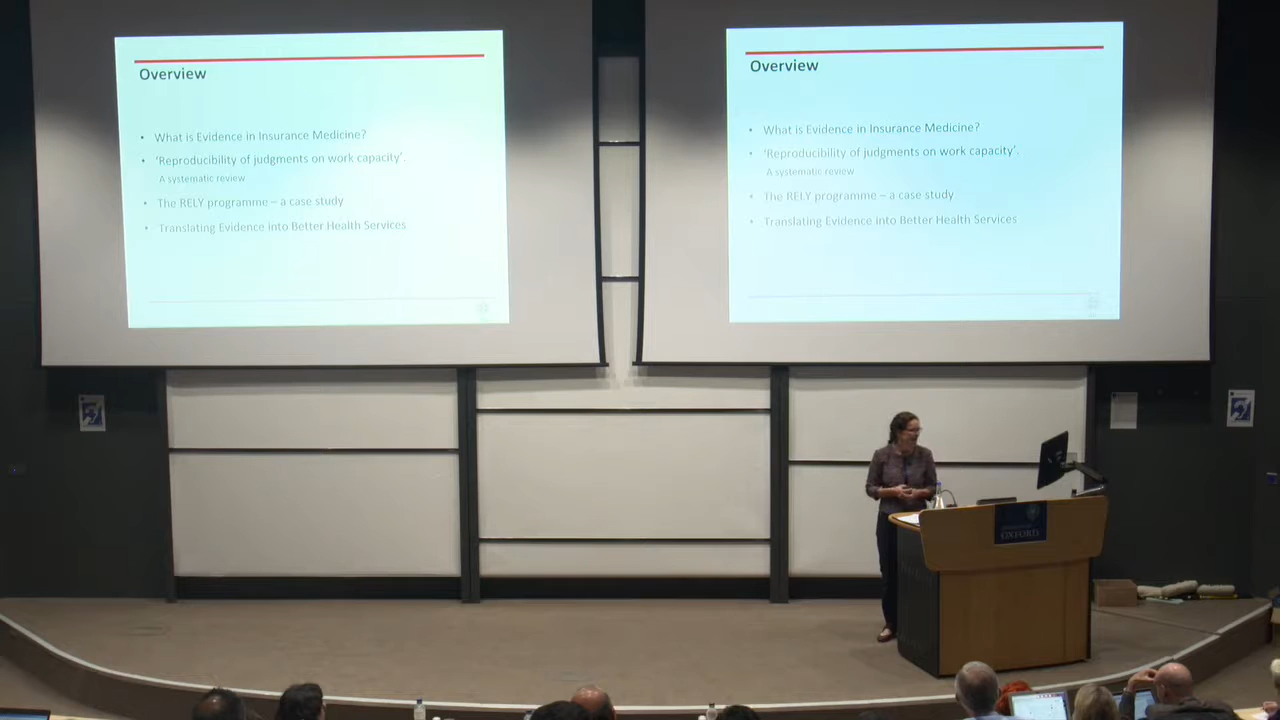 Overview
• What is Evidence in Insurance Medicine?
• ‘Reproducibility of judgments on work capacity’.
A systematic review
• The RELY programme – a case study
• Translating Evidence into Better Health Services
Overview
• What is Evidence in Insurance Medicine?
• ‘Reproducibility of judgments on work capacity’.
A systematic review
• The RELY programme – a case study
• Translating Evidence into Better Health Services
UNIVERSITY OF
OXFORD